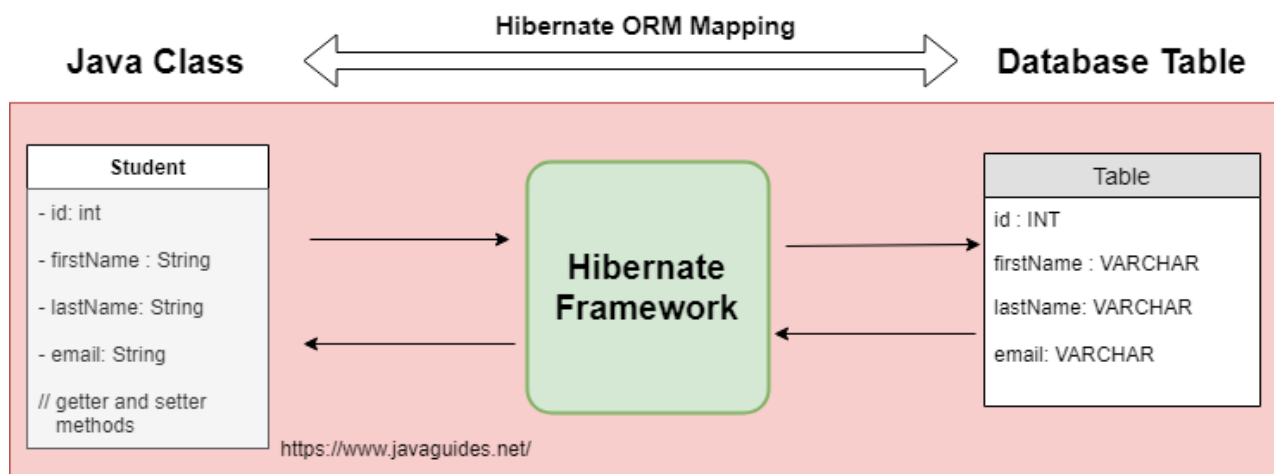 Hibernate ORM Mapping
Java Class
Database Table
Student
- id: int
- firstName : String
- lastName: String
- email: String
// getter and setter
methods
Hibernate
Framework
Table
id : INT
firstName : VARCHAR
lastName: VARCHAR
email: VARCHAR
https://www.javaguides.net/